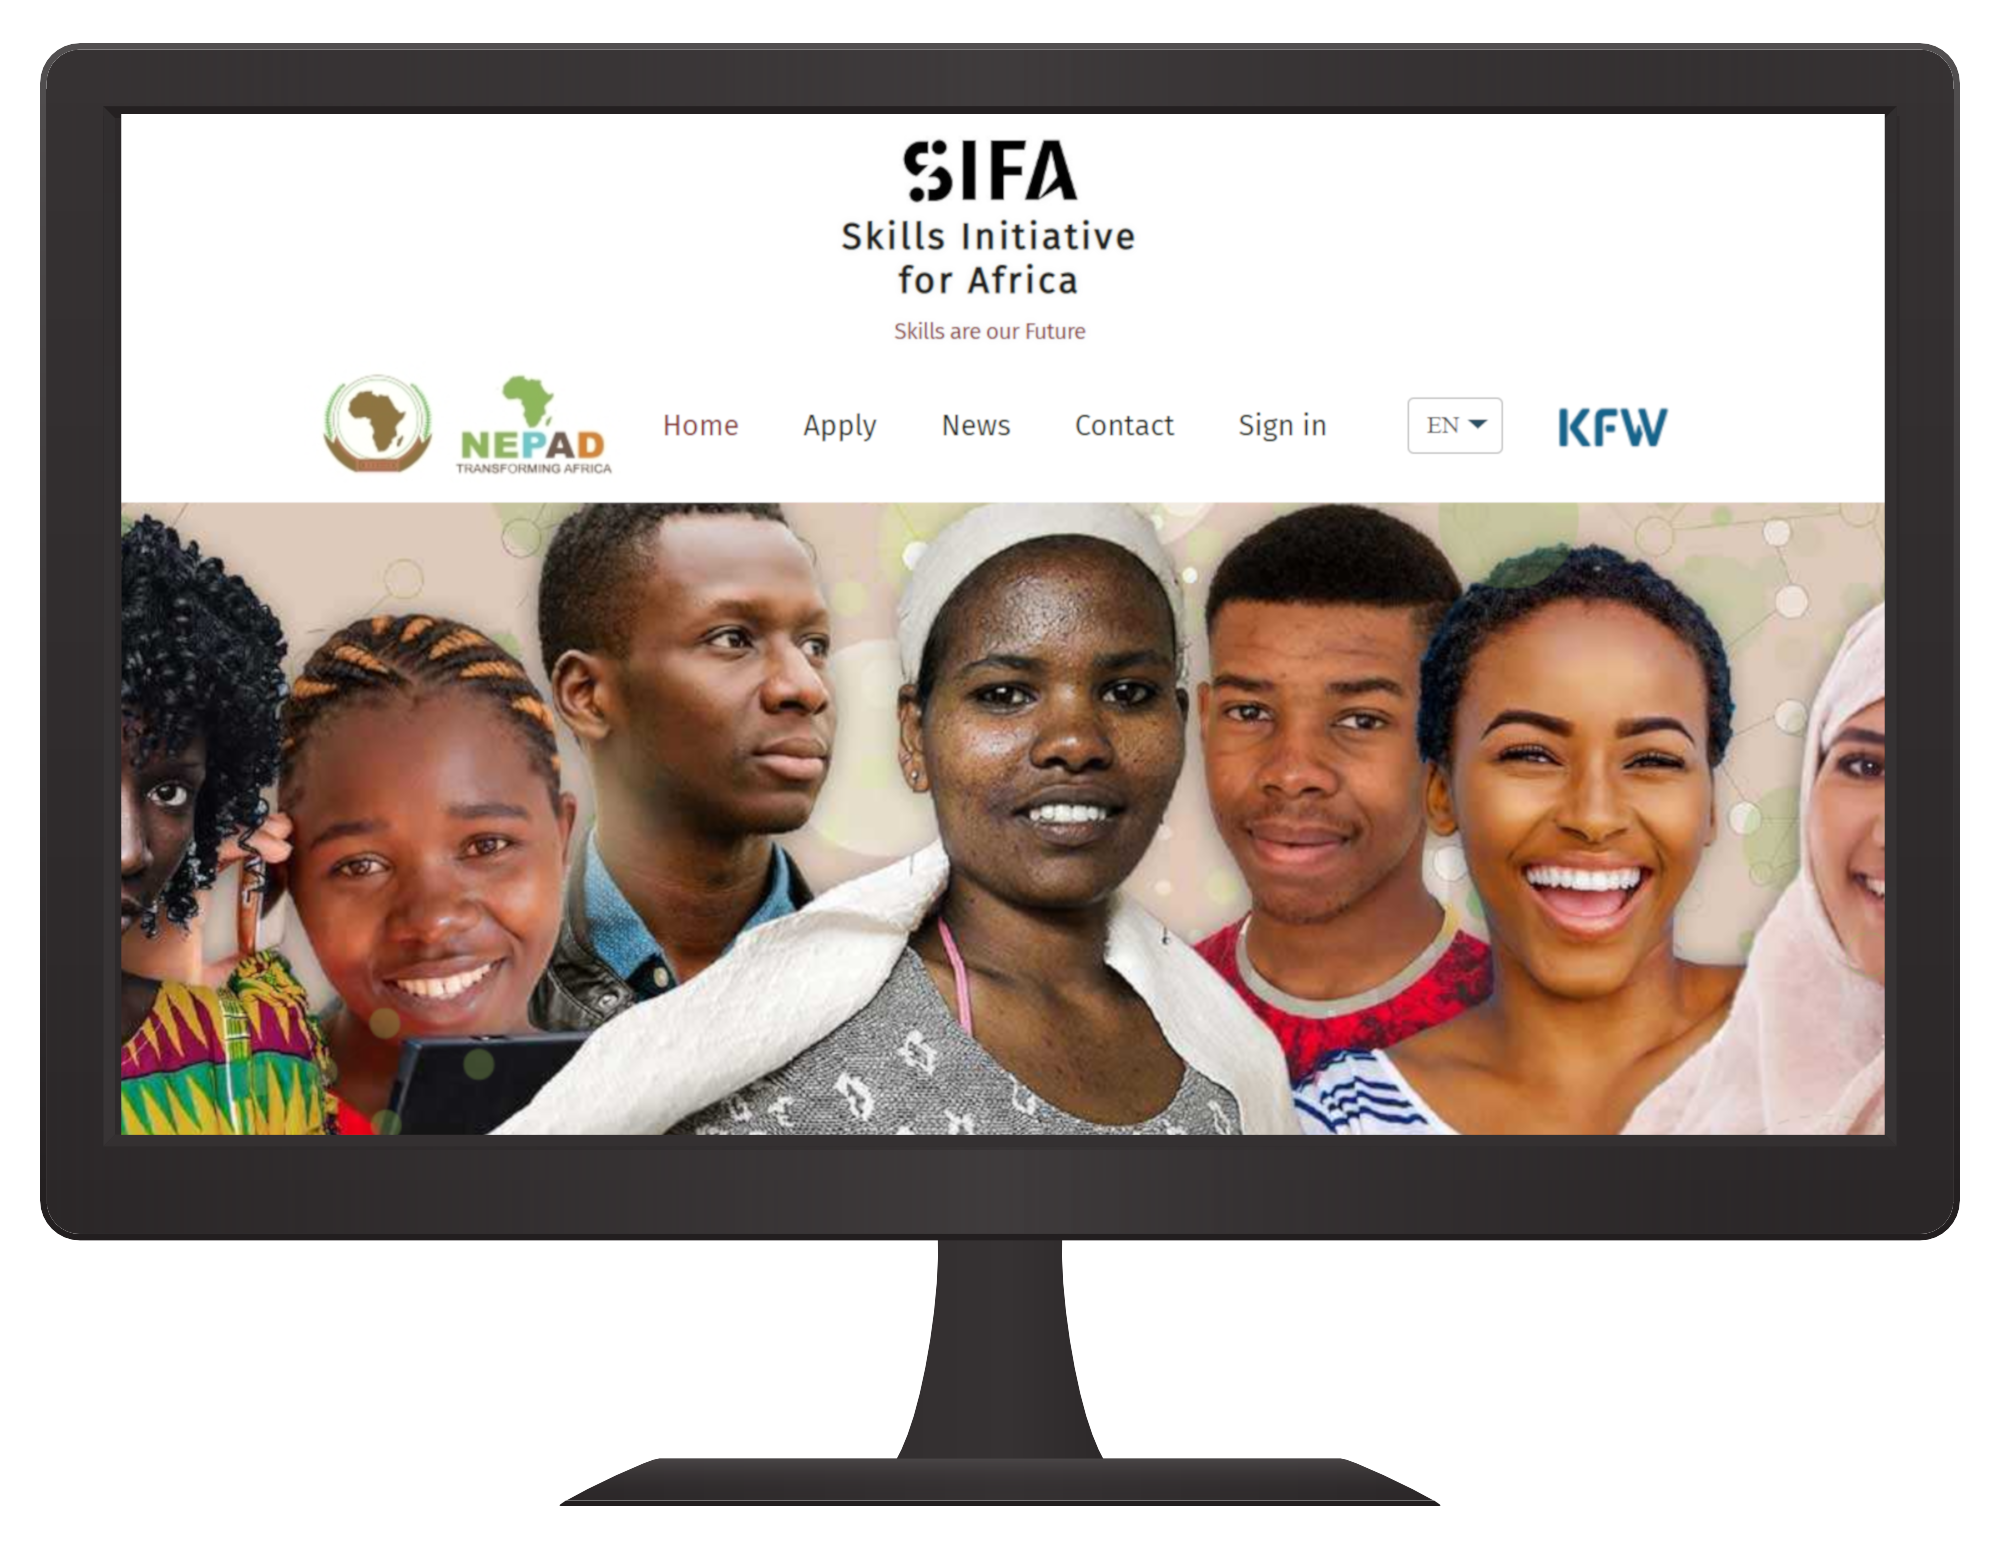 SIFA
Skills Initiative
for Africa
Skills are our Future
NEPAD
TRANSFORMING AFRICA
Home
Apply
News
Contact
Sign in
EN
KFW